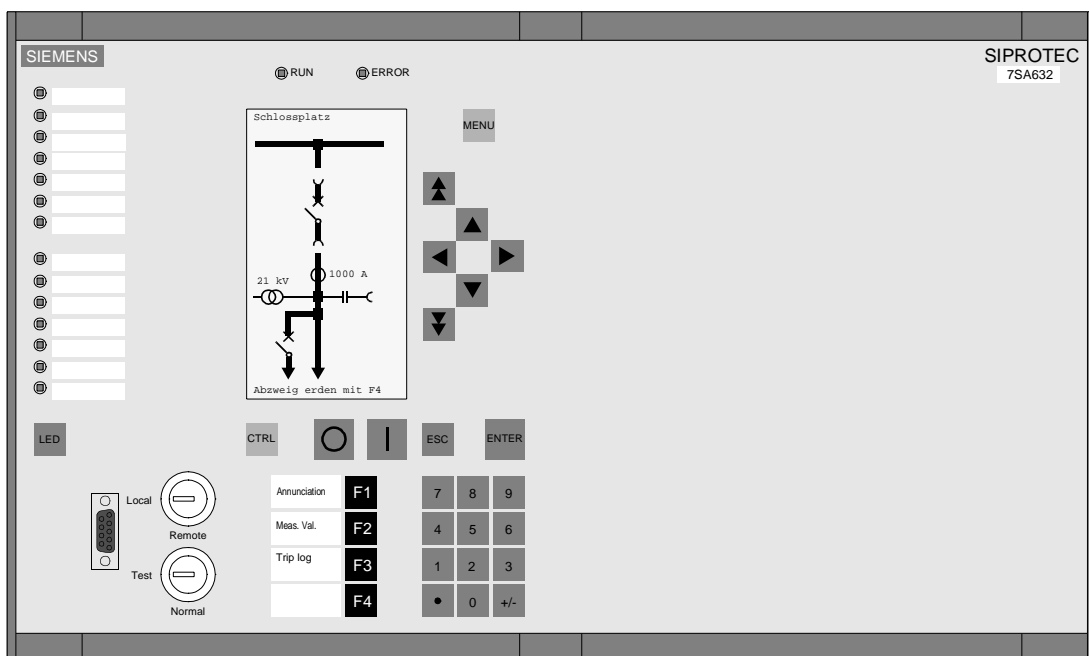 SIEMENS
SIPROTEC
7SA632
RUN
ERROR
Schlossplatz
21 kV
1000 A
Abzweig erden mit F4
MENU
LED
CTRL
ESC
ENTER
Local
Remote
Test
Normal
Annunciation F1
Meas. Val. F2
Trip log F3
F4
7 8 9
4 5 6
1 2 3
• 0 +/-